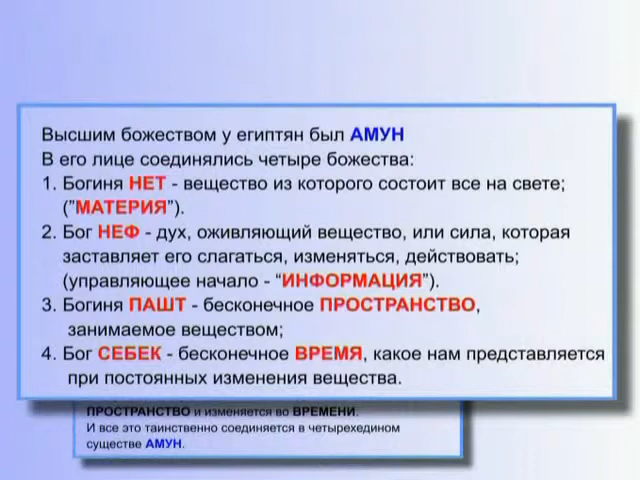 Высшим божеством у египтян был АМУН
В его лице соединялись четыре божества:
1. Богиня НЕТ - вещество из которого состоит все на свете;
("МАТЕРИЯ").
2. Бог НЕФ - дух, оживляющий вещество, или сила, которая
заставляет его слагаться, изменяться, действовать;
(управляющее начало - “ИНФОРМАЦИЯ”).
3. Богиня ПАШТ - бесконечное ПРОСТРАНСТВО,
занимаемое веществом;
4. Бог СЕБЕК - бесконечное ВРЕМЯ, какое нам представляется
при постоянных изменения вещества.
ПРОСТРАНСТВО и изменяется во ВРЕМЕНИ.
И все это таинственно соединяется в четырехедином
существе АМУН.